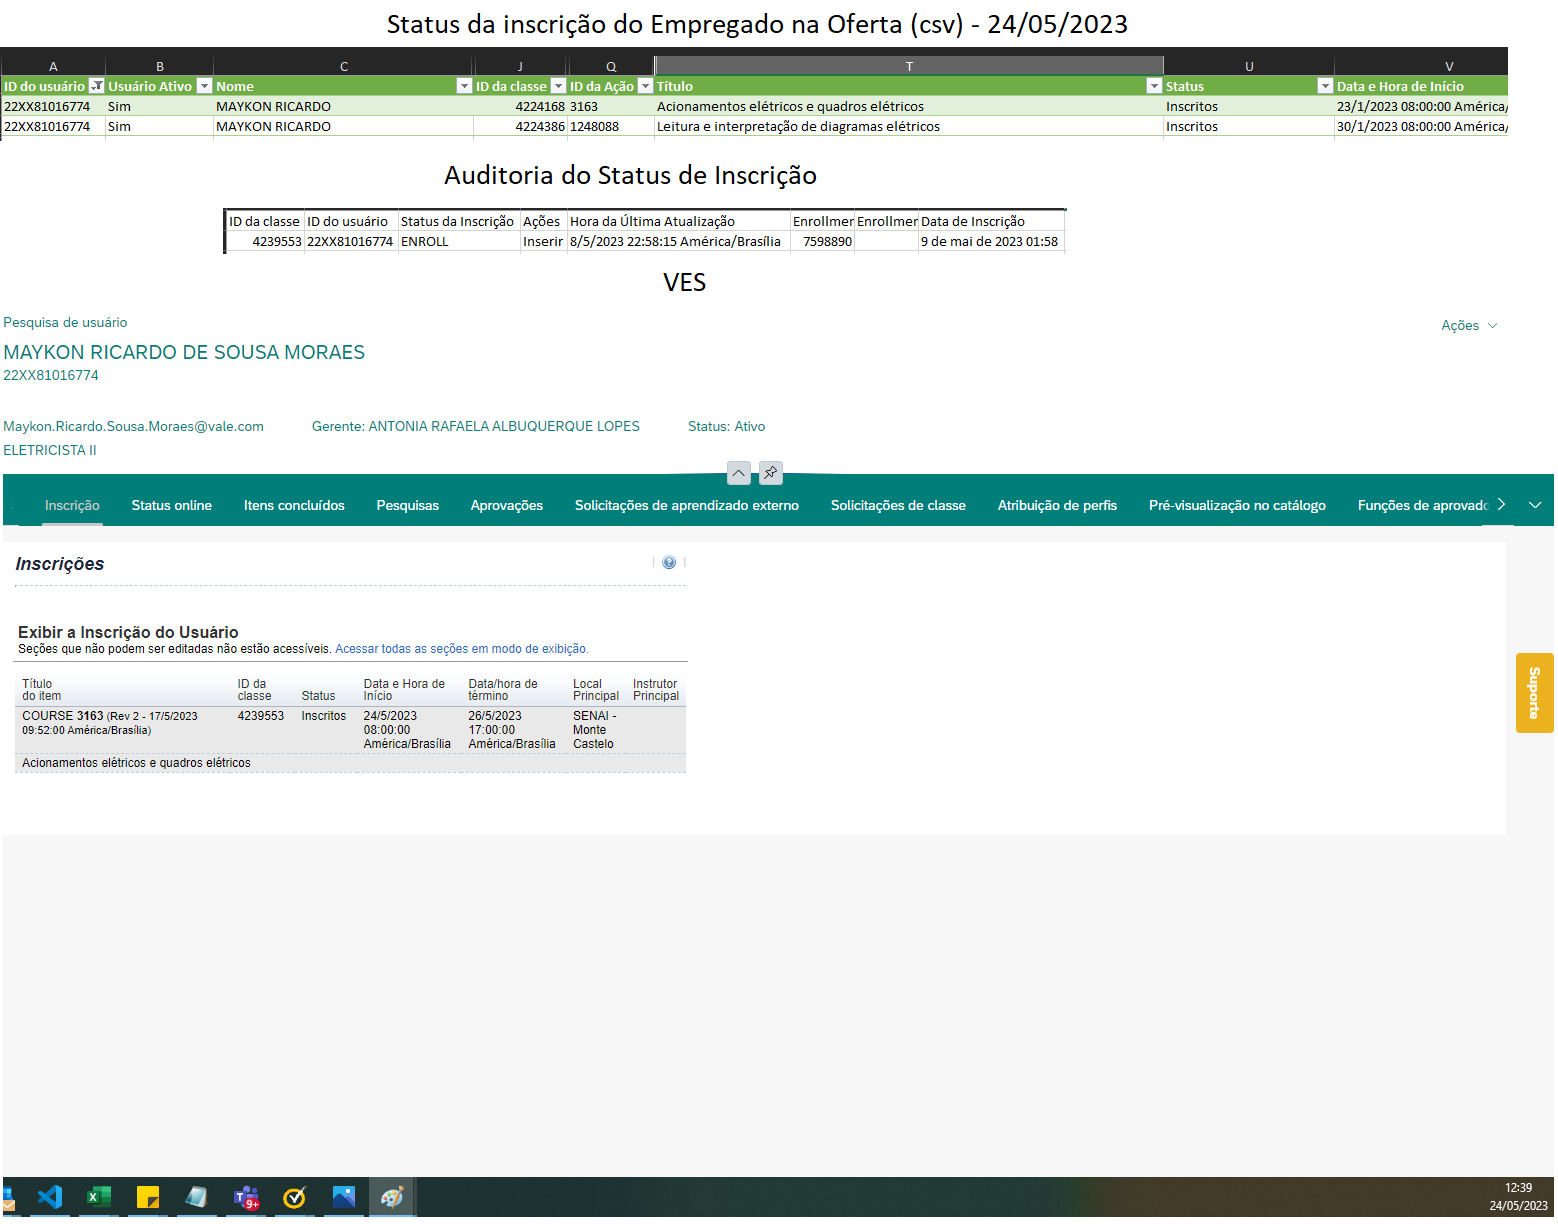 Status da inscrição do Empregado na Oferta (csv) - 24/05/2023
A B C J Q T U V
ID do usuário Usuário Ativo Nome ID da classe ID da Ação Título Status Data e Hora de Início
22XX81016774 Sim MAYKON RICARDO 4224168 3163 Acionamentos elétricos e quadros elétricos Inscritos 23/1/2023 08:00:00 América/
22XX81016774 Sim MAYKON RICARDO 4224386 1248088 Leitura e interpretação de diagramas elétricos Inscritos 30/1/2023 08:00:00 América/
Auditoria do Status de Inscrição
ID da classe ID do usuário Status da Inscrição Ações Hora da Última Atualização Enrollmer Enrollmer Data de Inscrição
4239553 22XX81016774 ENROLL Inserir 8/5/2023 22:58:15 América/Brasília 7598890 9 de mai de 2023 01:58
VES
Pesquisa de usuário
Ações
MAYKON RICARDO DE SOUSA MORAES
22XX81016774
Maykon.Ricardo.Sousa.Moraes@vale.com Gerente: ANTONIA RAFAELA ALBUQUERQUE LOPES Status: Ativo
ELETRICISTA II
Inscrição Status online Itens concluídos Pesquisas Aprovações Solicitações de aprendizado externo Solicitações de classe Atribuição de perfis Pré-visualização no catálogo Funções de aprovado
Inscrições
Exibir a Inscrição do Usuário
Seções que não podem ser editadas não estão acessíveis. Acessar todas as seções em modo de exibição.
Título do item ID da classe Status Data e Hora de Início Data/hora de término Local Principal Instrutor Principal
COURSE 3163 (Rev 2 - 17/5/2023 4239553 Inscritos 24/5/2023 26/5/2023 SENAI -
09:52:00 América/Brasília) 08:00:00 17:00:00 Monte
América/Brasília América/Brasília Castelo
Acionamentos elétricos e quadros elétricos
Suporte
9+
12:39
24/05/2023